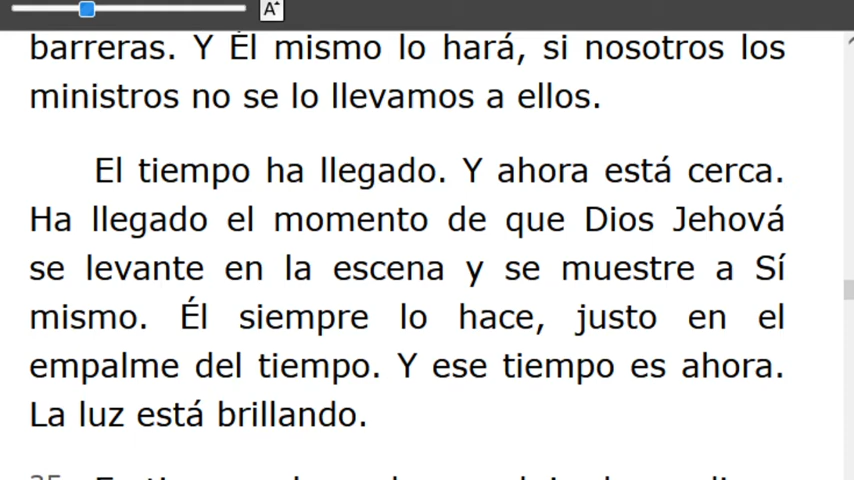 A
barreras. Y Él mismo lo hará, si nosotros los
ministros no se lo llevamos a ellos.
El tiempo ha llegado. Y ahora está cerca.
Ha llegado el momento de que Dios Jehová
se levante en la escena y se muestre a Sí
mismo. Él siempre lo hace, justo en el
empalme del tiempo. Y ese tiempo es ahora.
La luz está brillando.